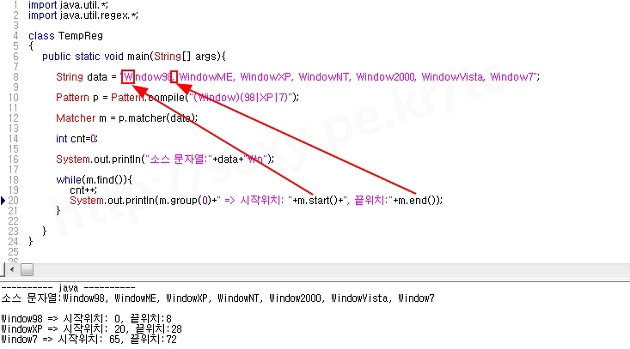 1 import java.util.*;
2 import java.util.regex.*;
3
4 class TempReg
5 {
6 public static void main(String[] args){
7
8 String data = "Window98, WindowME, WindowXP, WindowNT, Window2000, WindowVista, Window7";
9
10 Pattern p = Pattern.compile("(Window)(98|XP|7)");
11
12 Matcher m = p.matcher(data);
13
14 int cnt=0;
15
16 System.out.println("소스 문자열:"+data+"₩n");
17
18 while(m.find()){
19 cnt++;
20 System.out.println(m.group(0)+" => 시작위치: "+m.start()+", 끝위치:"+m.end());
21 }
22
23 }
24 }
25
---------- java ----------
소스 문자열:Window98, WindowME, WindowXP, WindowNT, Window2000, WindowVista, Window7
Window98 => 시작위치: 0, 끝위치:8
WindowXP => 시작위치: 20, 끝위치:28
Window7 => 시작위치: 65, 끝위치:72